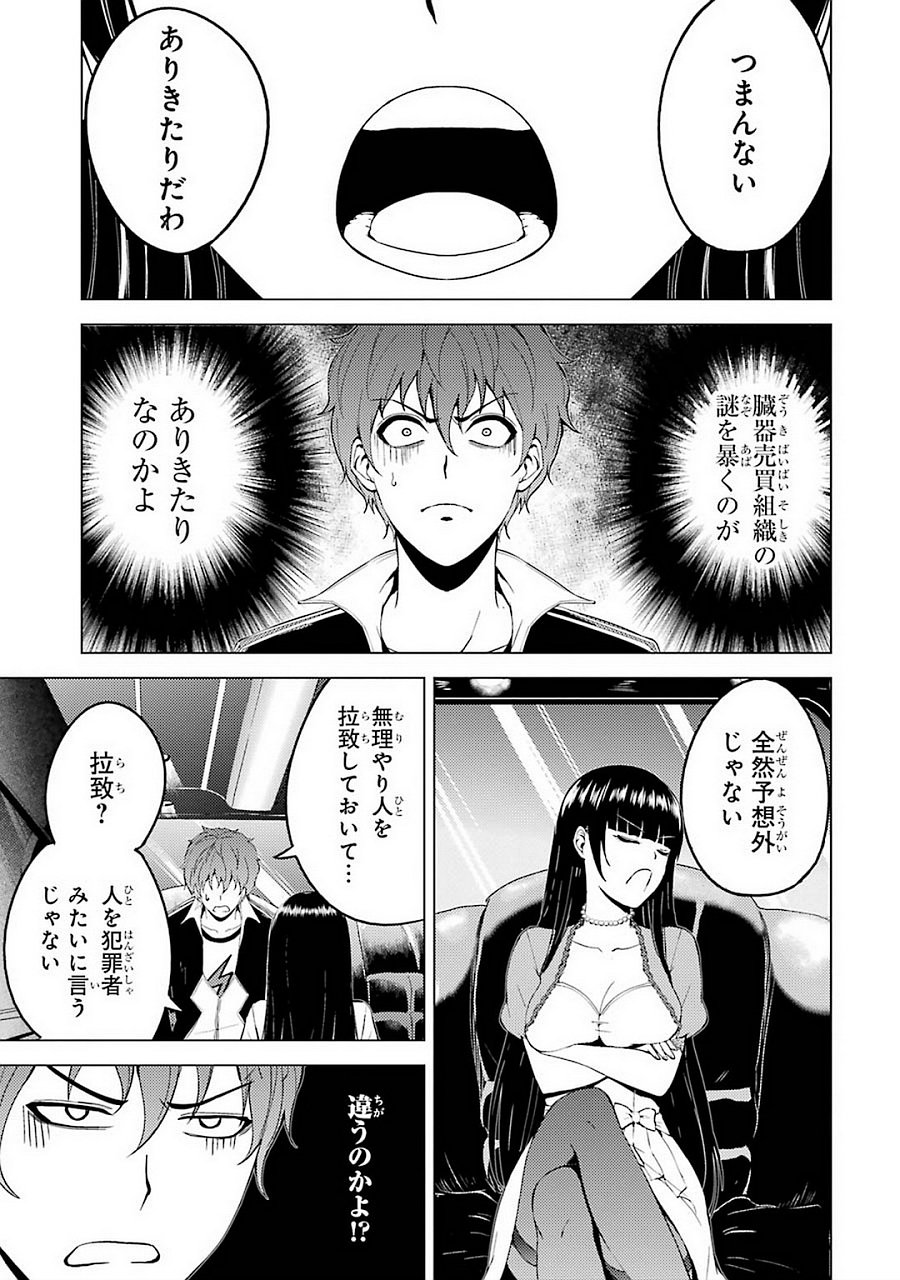 つまんない
ありきたりだわ
臓器売買組織の
謎を暴くのが
ありきたり
なのかよ
全然予想外
じゃない
無理やり人を
拉致しておいて…
拉致?
人を犯罪者
みたいに言う
じゃない
違うのかよ!?